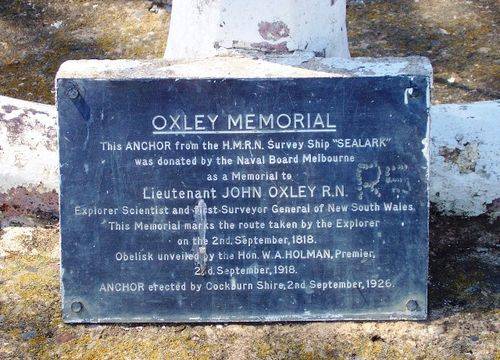 OXLEY MEMORIAL
This ANCHOR from the H.M.R.N. Survey Ship "SEALARK"
was donated by the Naval Board Melbourne
as a Memorial to
Lieutenant JOHN OXLEY R.N.
Explorer Scientist and first Surveyor General of New South Wales.
This Memorial marks the route taken by the Explorer
on the 2nd. September, 1818.
Obelisk unveiled by the Hon. W.A. HOLMAN, Premier,
2nd. September, 1918.
ANCHOR erected by Cockburn Shire, 2nd September, 1926.